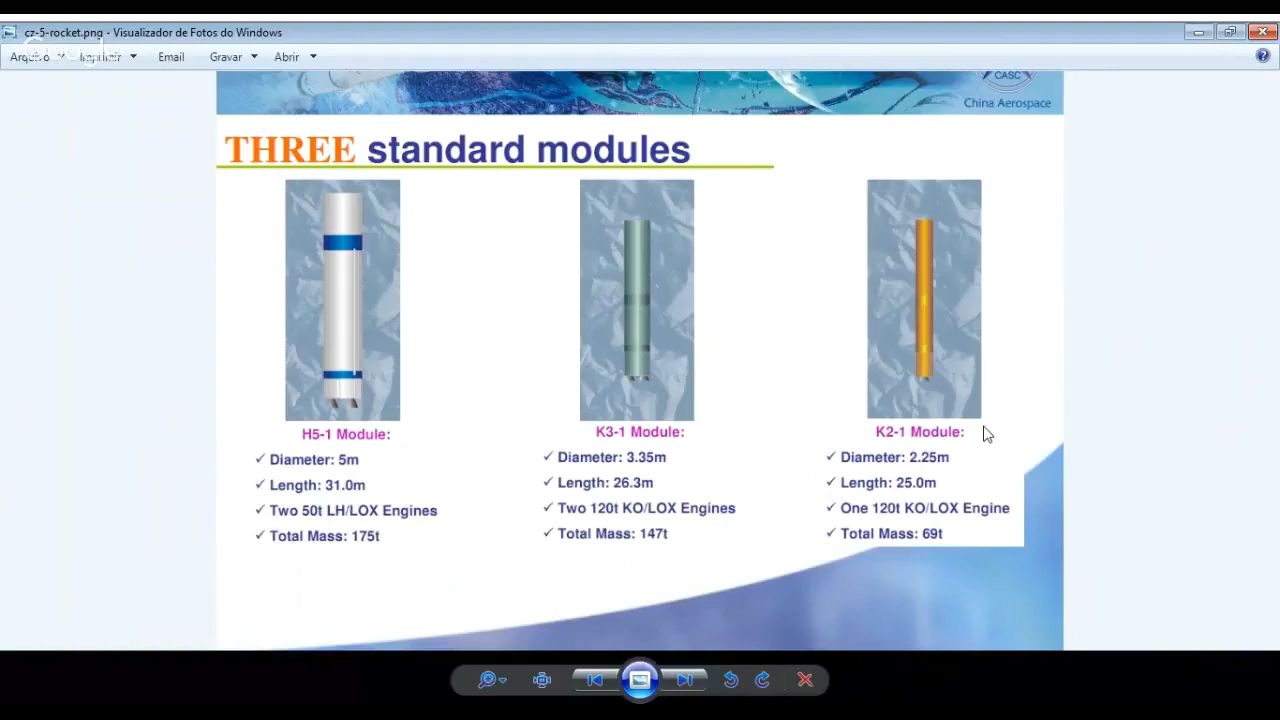 cz-5-rocket.png - Visualizador de Fotos do Windows
Arquivo Imprimir Email Gravar Abrir
CASC
China Aerospace
THREE standard modules
H5-1 Module:
✓ Diameter: 5m
✓ Length: 31.0m
✓ Two 50t LH/LOX Engines
✓ Total Mass: 175t
K3-1 Module:
✓ Diameter: 3.35m
✓ Length: 26.3m
✓ Two 120t KO/LOX Engines
✓ Total Mass: 147t
K2-1 Module:
✓ Diameter: 2.25m
✓ Length: 25.0m
✓ One 120t KO/LOX Engine
✓ Total Mass: 69t